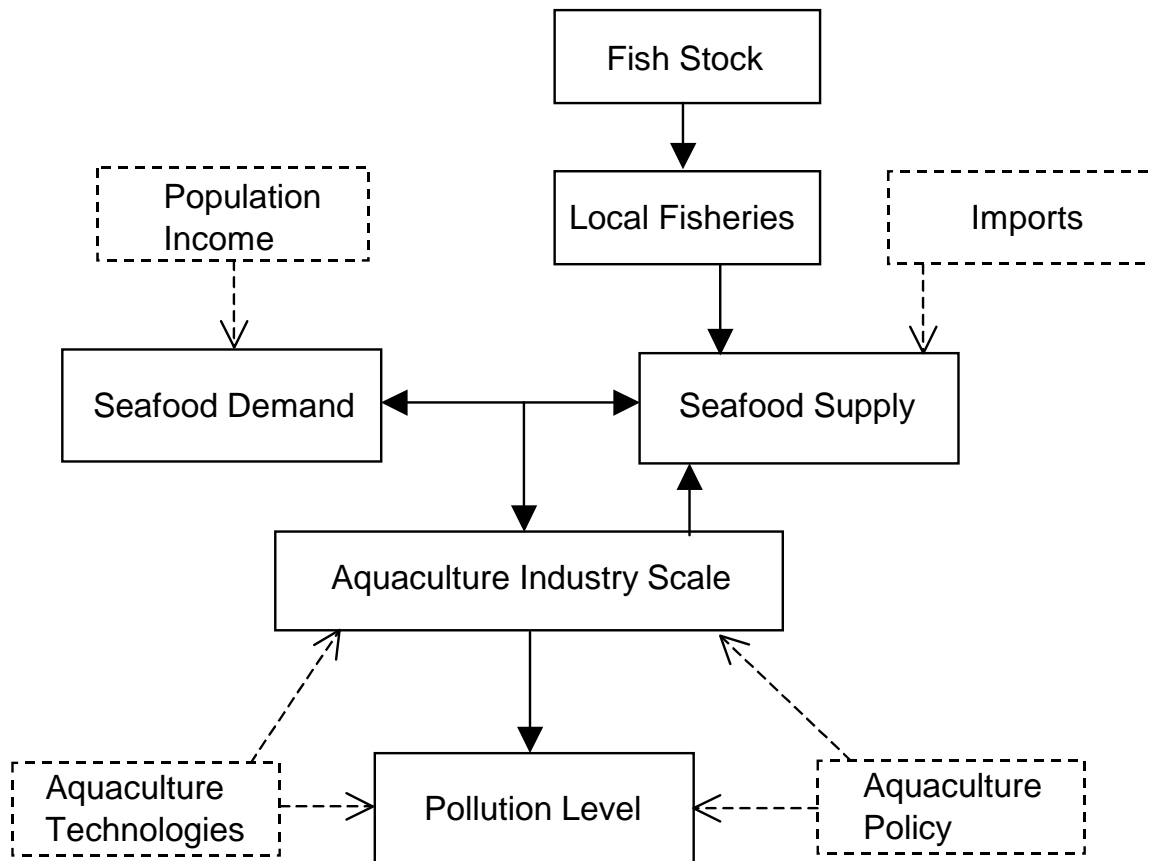 Fish Stock
Population
Income
Local Fisheries
Imports
Seafood Demand
Seafood Supply
Aquaculture Industry Scale
Aquaculture
Technologies
Pollution Level
Aquaculture
Policy